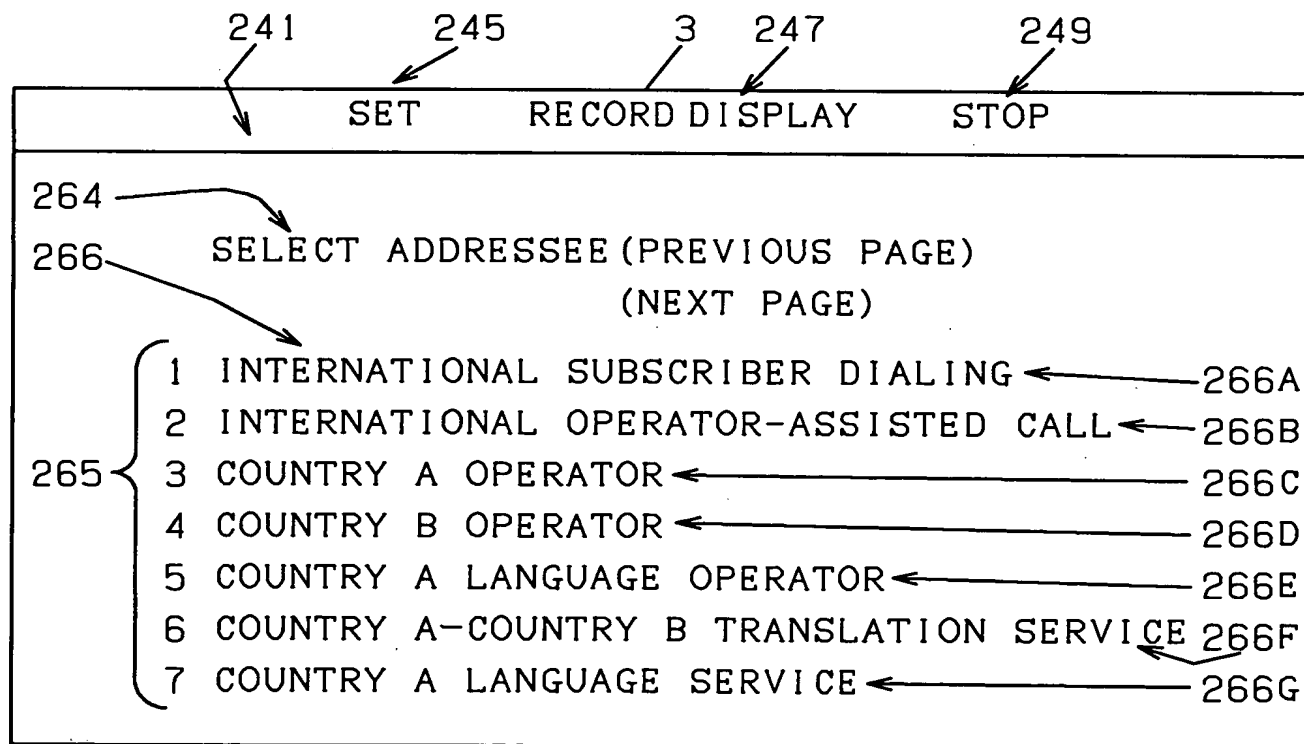 241 245 3 247 249
SET RECORD DISPLAY STOP
264
SELECT ADDRESSEE (PREVIOUS PAGE)
266
(NEXT PAGE)
1 INTERNATIONAL SUBSCRIBER DIALING 266A
2 INTERNATIONAL OPERATOR-ASSISTED CALL 266B
265 3 COUNTRY A OPERATOR 266C
4 COUNTRY B OPERATOR 266D
5 COUNTRY A LANGUAGE OPERATOR 266E
6 COUNTRY A-COUNTRY B TRANSLATION SERVICE 266F
7 COUNTRY A LANGUAGE SERVICE 266G